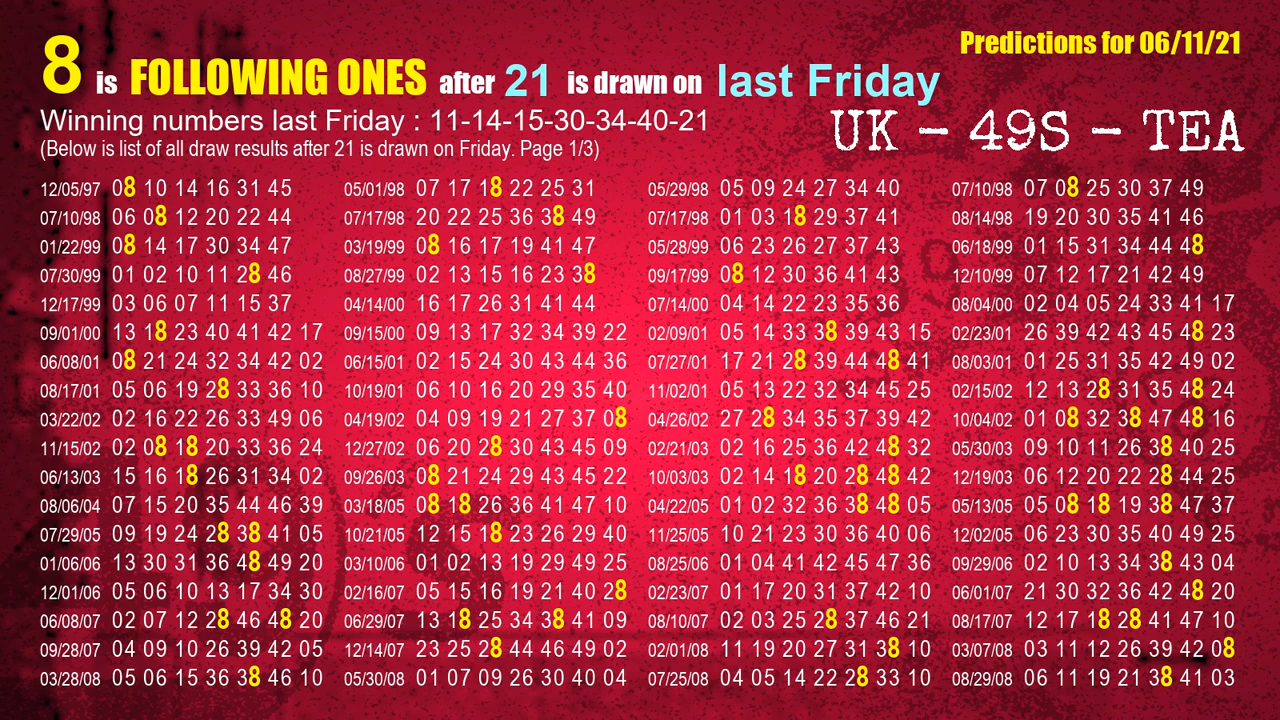 Predictions for 06/11/21
8 is FOLLOWING ONES after 21 is drawn on last Friday
Winning numbers last Friday : 11-14-15-30-34-40-21
UK - 49S - TEA
(Below is list of all draw results after 21 is drawn on Friday. Page 1/3)
12/05/97 08 10 14 16 31 45 05/01/98 07 17 18 22 25 31 05/29/98 05 09 24 27 34 40 07/10/98 07 08 25 30 37 49
07/10/98 06 08 12 20 22 44 07/17/98 20 22 25 36 38 49 07/17/98 01 03 18 29 37 41 08/14/98 19 20 30 35 41 46
01/22/99 08 14 17 30 34 47 03/19/99 08 16 17 19 41 47 05/28/99 06 23 26 27 37 43 06/18/99 01 15 31 34 44 48
07/30/99 01 02 10 11 28 46 08/27/99 02 13 15 16 23 38 09/17/99 08 12 30 36 41 43 12/10/99 07 12 17 21 42 49
12/17/99 03 06 07 11 15 37 04/14/00 16 17 26 31 41 44 07/14/00 04 14 22 23 35 36 08/04/00 02 04 05 24 33 41 17
09/01/00 13 18 23 40 41 42 17 09/15/00 09 13 17 32 34 39 22 02/09/01 05 14 33 38 39 43 15 02/23/01 26 39 42 43 45 48 23
06/08/01 08 21 24 32 34 42 02 06/15/01 02 15 24 30 43 44 36 07/27/01 17 21 28 39 44 48 41 08/03/01 01 25 31 35 42 49 02
08/17/01 05 06 19 28 33 36 10 10/19/01 06 10 16 20 29 35 40 11/02/01 05 13 22 32 34 45 25 02/15/02 12 13 28 31 35 48 24
03/22/02 02 16 22 26 33 49 06 04/19/02 04 09 19 21 27 37 08 04/26/02 27 28 34 35 37 39 42 10/04/02 01 08 32 38 47 48 16
11/15/02 02 08 18 20 33 36 24 12/27/02 06 20 28 30 43 45 09 02/21/03 02 16 25 36 42 48 32 05/30/03 09 10 11 26 38 40 25
06/13/03 15 16 18 26 31 34 02 09/26/03 08 21 24 29 43 45 22 10/03/03 02 14 18 20 28 48 42 12/19/03 06 12 20 22 28 44 25
08/06/04 07 15 20 35 44 46 39 03/18/05 08 18 26 36 41 47 10 04/22/05 01 02 32 36 38 48 05 05/13/05 05 08 18 19 38 47 37
07/29/05 09 19 24 28 38 41 05 10/21/05 12 15 18 23 26 29 40 11/25/05 10 21 23 30 36 40 06 12/02/05 06 23 30 35 40 49 25
01/06/06 13 30 31 36 48 49 20 03/10/06 01 02 13 19 29 49 25 08/25/06 01 04 41 42 45 47 36 09/29/06 02 10 13 34 38 43 04
12/01/06 05 06 10 13 17 34 30 02/16/07 05 15 16 19 21 40 28 02/23/07 01 17 20 31 37 42 10 06/01/07 21 30 32 36 42 48 20
06/08/07 02 07 12 28 46 48 20 06/29/07 13 18 25 34 38 41 09 08/10/07 02 03 25 28 37 46 21 08/17/07 12 17 18 28 41 47 10
09/28/07 04 09 10 26 39 42 05 12/14/07 23 25 28 44 46 49 02 02/01/08 11 19 20 27 31 38 10 03/07/08 03 11 12 26 39 42 08
03/28/08 05 06 15 36 38 46 10 05/30/08 01 07 09 26 30 40 04 07/25/08 04 05 14 22 28 33 10 08/29/08 06 11 19 21 38 41 03